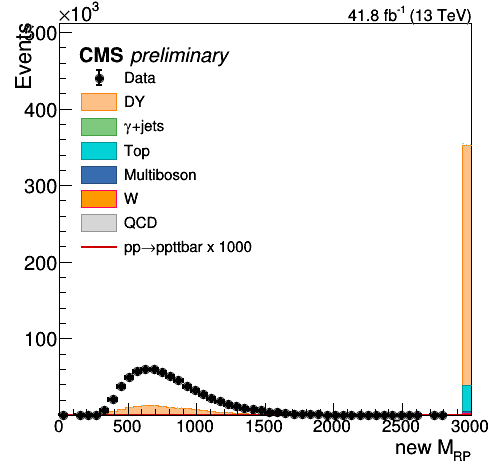 ×10³
41.8 fb⁻¹ (13 TeV)
Events
500
400
300
200
100
CMS preliminary
Data
DY
γ+jets
Top
Multiboson
W
QCD
pp→ppttbar x 1000
0 500 1000 1500 2000 2500 3000
new M_RP